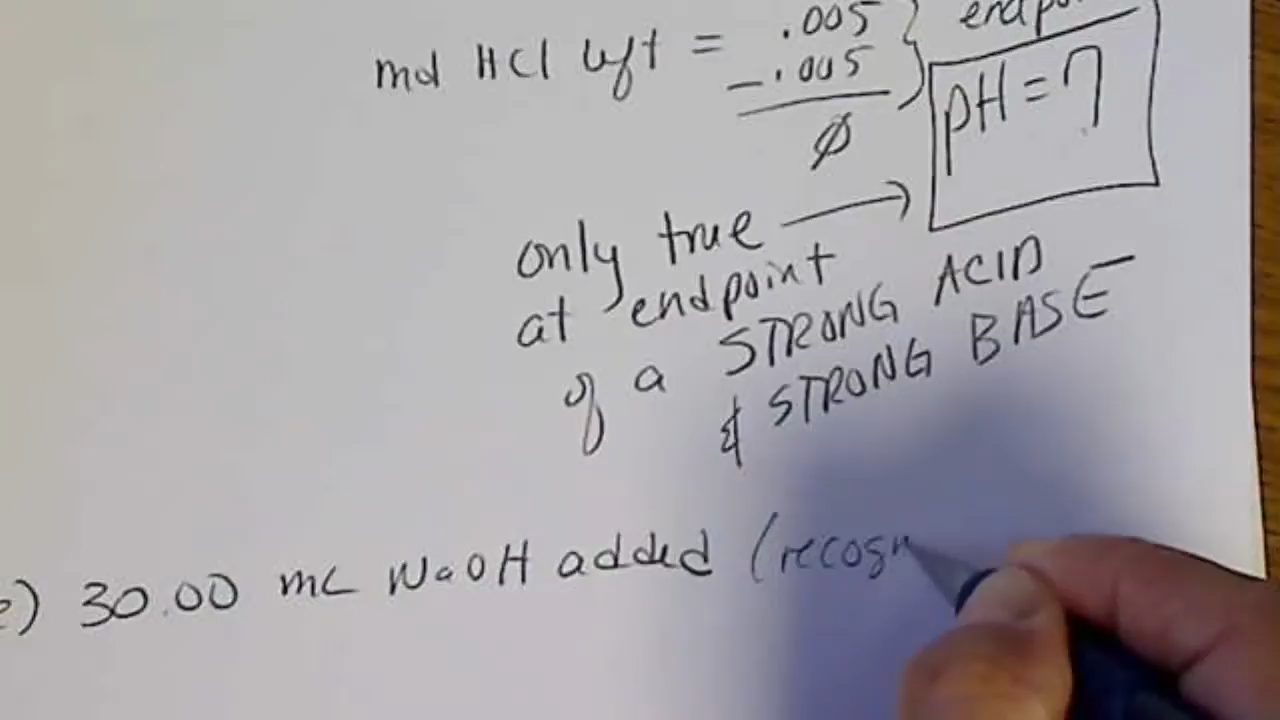 .005 } endpo
mol HCl left = - .005
Ø
pH = 7
only true →
at endpoint
of a STRONG ACID
& STRONG BASE
e) 30.00 mL NaOH added (recogn